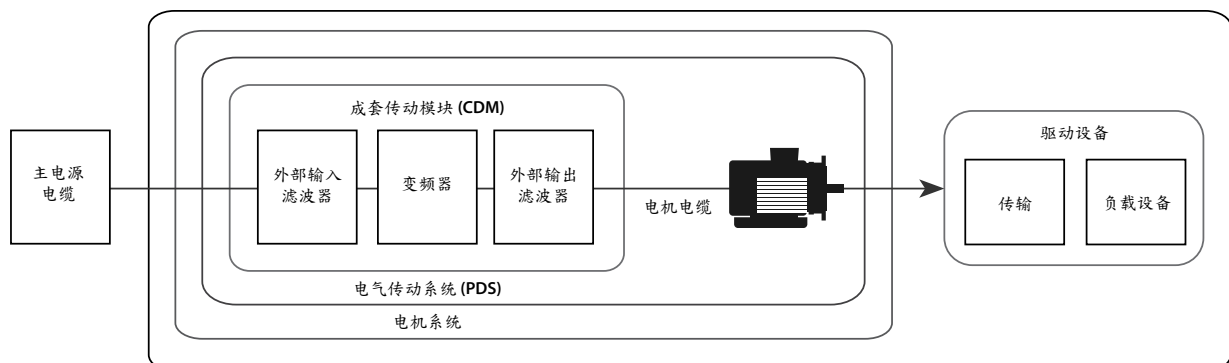 成套传动模块 (CDM)
主电源
电缆
外部输入
滤波器
变频器
外部输出
滤波器
电机电缆
驱动设备
传输
负载设备
电气传动系统 (PDS)
电机系统